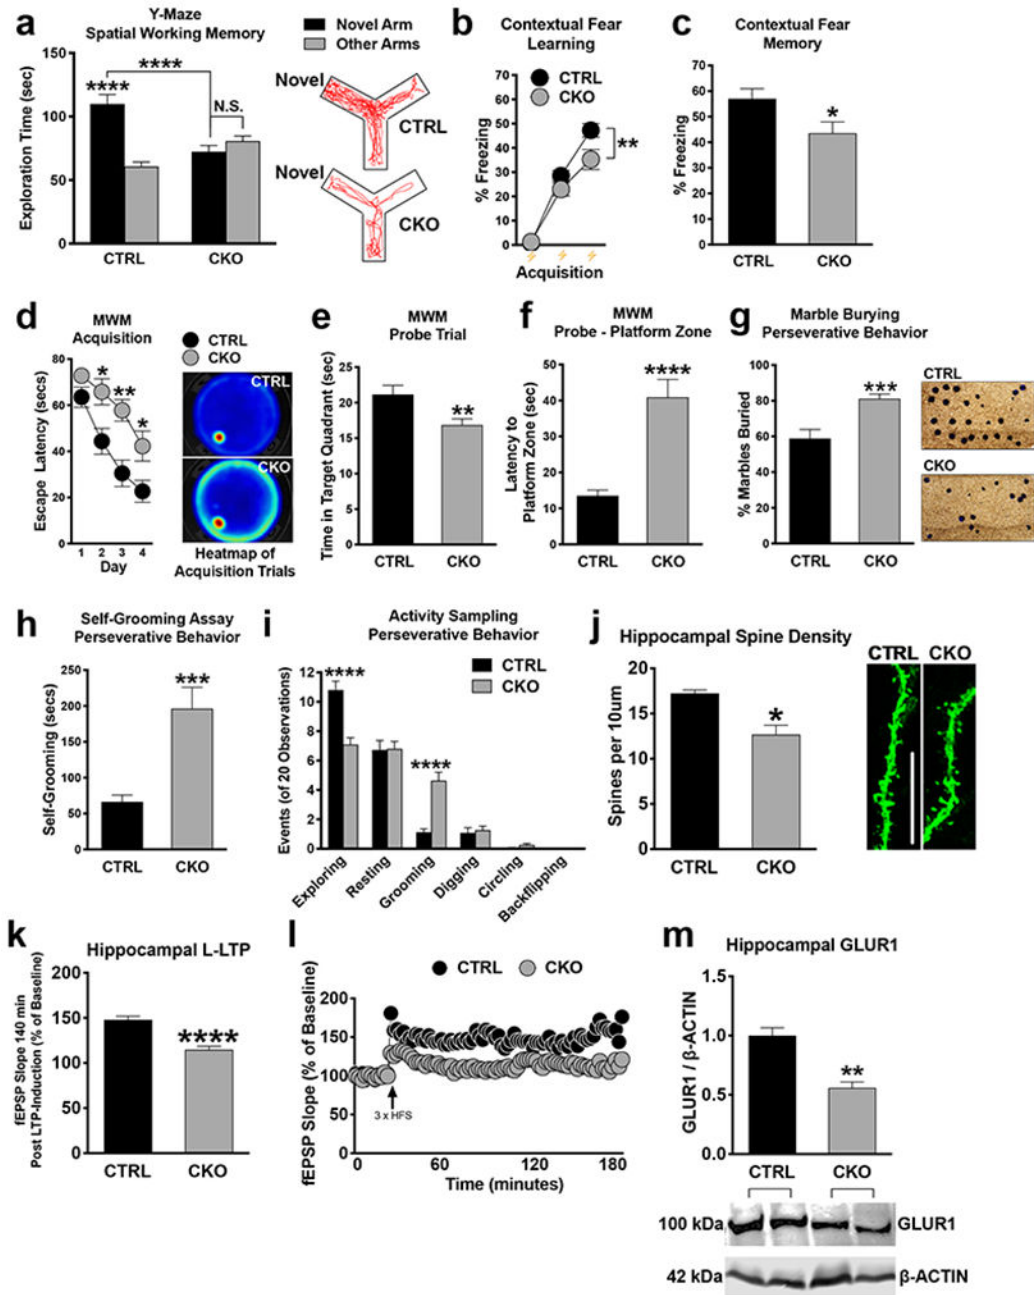 a
Y-Maze
Spatial Working Memory
Novel Arm
Other Arms
Exploration Time (sec)
150
100
50
0
****
****
N.S.
CTRL
CKO
Novel
CTRL
Novel
CKO
b
Contextual Fear
Learning
CTRL
CKO
% Freezing
70
60
50
40
30
20
10
0
**
Acquisition
c
Contextual Fear
Memory
% Freezing
70
60
50
40
30
20
10
0
*
CTRL
CKO
d
MWM
Acquisition
CTRL
CKO
Escape Latency (secs)
80
60
40
20
0
*
**
*
1 2 3 4
Day
CTRL
CKO
Heatmap of
Acquisition Trials
e
MWM
Probe Trial
Time in Target Quadrant (sec)
25
20
15
10
5
0
**
CTRL
CKO
f
MWM
Probe - Platform Zone
Latency to
Platform Zone (sec)
50
40
30
20
10
0
****
CTRL
CKO
g
Marble Burying
Perseverative Behavior
% Marbles Buried
100
80
60
40
20
0
***
CTRL
CKO
CTRL
CKO
h
Self-Grooming Assay
Perseverative Behavior
Self-Grooming (secs)
250
200
150
100
50
0
***
CTRL
CKO
i
Activity Sampling
Perseverative Behavior
CTRL
CKO
Events (of 20 Observations)
12
10
8
6
4
2
0
****
****
Exploring
Resting
Grooming
Digging
Circling
Backflipping
j
Hippocampal Spine Density
Spines per 10um
20
15
10
5
0
*
CTRL
CKO
CTRL CKO
k
Hippocampal L-LTP
fEPSP Slope 140 min
Post LTP-Induction (% of Baseline)
200
150
100
50
0
****
CTRL
CKO
l
CTRL
CKO
fEPSP Slope (% of Baseline)
200
150
100
50
0
3 x HFS
0 60 120 180
Time (minutes)
m
Hippocampal GLUR1
GLUR1 / β-ACTIN
1.5
1.0
0.5
0.0
**
CTRL
CKO
100 kDa
GLUR1
42 kDa
β-ACTIN